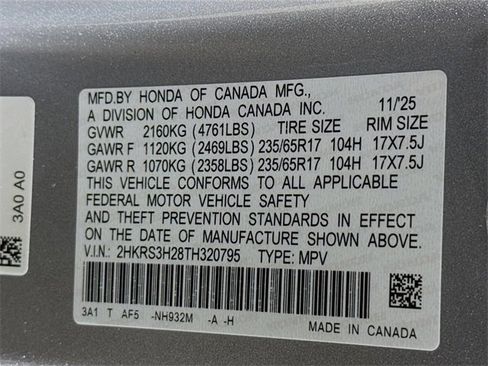 MFD.BY HONDA OF CANADA MFG.,
A DIVISION OF HONDA CANADA INC. 11/'25
GVWR 2160KG (4761LBS) TIRE SIZE RIM SIZE
GAWR F 1120KG (2469LBS) 235/65R17 104H 17X7.5J
GAWR R 1070KG (2358LBS) 235/65R17 104H 17X7.5J
THIS VEHICLE CONFORMS TO ALL APPLICABLE
FEDERAL MOTOR VEHICLE SAFETY
AND THEFT PREVENTION STANDARDS IN EFFECT
ON THE DATE OF MANUFACTURE SHOWN ABOVE.
V.I.N.: 2HKRS3H28TH320795 TYPE: MPV
3A1 T AF5 -NH932M -A -H
MADE IN CANADA
3A0 A0